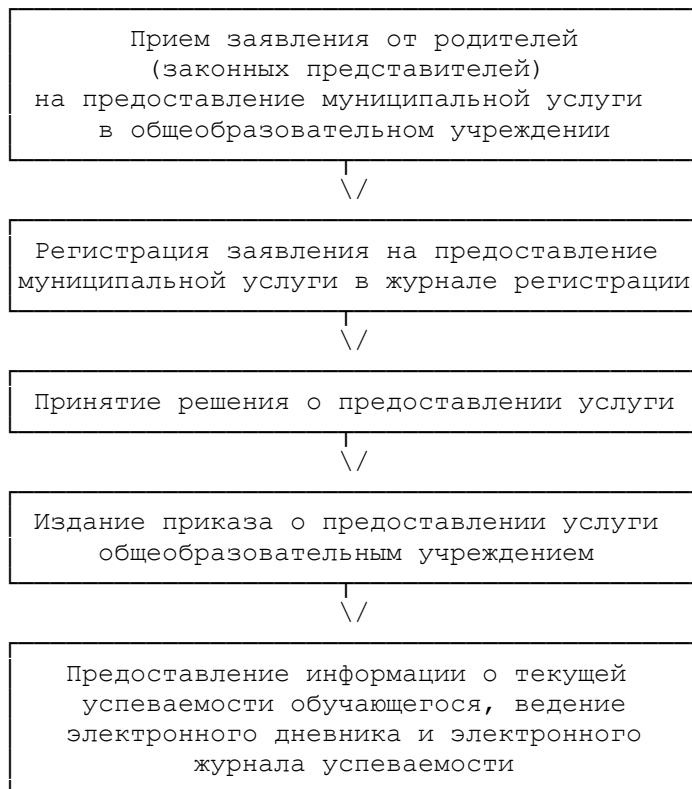 Прием заявления от родителей
(законных представителей)
на предоставление муниципальной услуги
в общеобразовательном учреждении
\/
Регистрация заявления на предоставление
муниципальной услуги в журнале регистрации
\/
Принятие решения о предоставлении услуги
\/
Издание приказа о предоставлении услуги
общеобразовательным учреждением
\/
Предоставление информации о текущей
успеваемости обучающегося, ведение
электронного дневника и электронного
журнала успеваемости